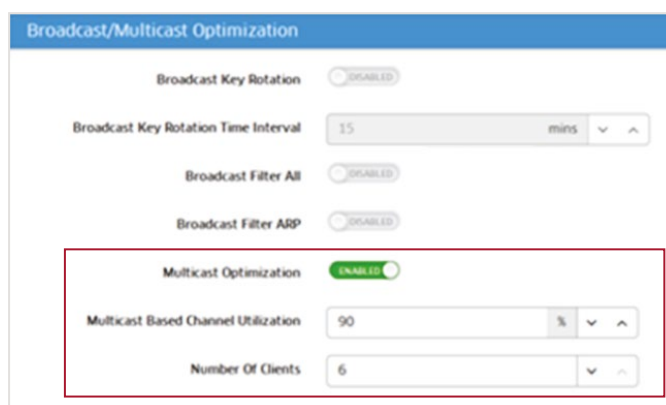 Broadcast/Multicast Optimization
Broadcast Key Rotation DISABLED
Broadcast Key Rotation Time Interval 15 mins
Broadcast Filter All DISABLED
Broadcast Filter ARP DISABLED
Multicast Optimization ENABLED
Multicast Based Channel Utilization 90 %
Number Of Clients 6